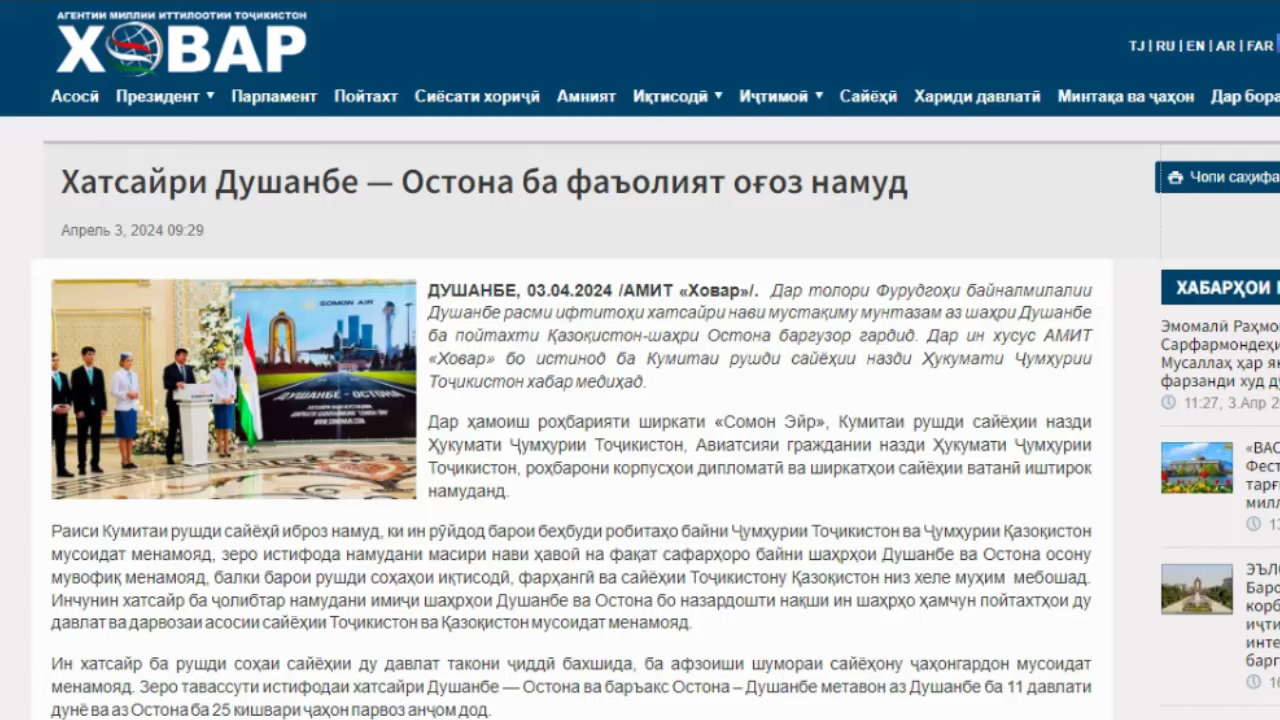 АГЕНТИИ МИЛЛИИ ИТТИЛООТИИ ТОҶИКИСТОН
ХОВАР
TJ | RU | EN | AR | FAR
Асосӣ Президент Парламент Пойтахт Сиёсати хориҷӣ Амният Иқтисодӣ Иҷтимоӣ Сайёҳӣ Хариди давлатӣ Минтақа ва ҷаҳон Дар бора
Хатсайри Душанбе — Остона ба фаъолият оғоз намуд
Апрель 3, 2024 09:29
Чопи саҳифа
SOMON AIR
ДУШАНБЕ - ОСТОНА
WWW.SOMONAIR.COM
ДУШАНБЕ, 03.04.2024 /АМИТ «Ховар»/. Дар толори Фурудгоҳи байналмилалии
Душанбе расми ифтитоҳи хатсайри нави мустақиму мунтазам аз шаҳри Душанбе
ба пойтахти Қазоқистон-шаҳри Остона баргузор гардид. Дар ин хусус АМИТ
«Ховар» бо истинод ба Кумитаи рушди сайёҳии назди Ҳукумати Ҷумҳурии
Тоҷикистон хабар медиҳад.
Дар ҳамоиш роҳбарияти ширкати «Сомон Эйр», Кумитаи рушди сайёҳии назди
Ҳукумати Ҷумҳурии Тоҷикистон, Авиатсияи граждании назди Ҳукумати Ҷумҳурии
Тоҷикистон, роҳбарони корпусҳои дипломатӣ ва ширкатҳои сайёҳии ватанӣ иштирок
намуданд.
Раиси Кумитаи рушди сайёҳӣ иброз намуд, ки ин рӯйдод барои беҳбуди робитаҳо байни Ҷумҳурии Тоҷикистон ва Ҷумҳурии Қазоқистон
мусоидат менамояд, зеро истифода намудани масири нави ҳавоӣ на фақат сафарҳоро байни шаҳрҳои Душанбе ва Остона осону
мувофиқ менамояд, балки барои рушди соҳаҳои иқтисодӣ, фарҳангӣ ва сайёҳии Тоҷикистону Қазоқистон низ хеле муҳим мебошад.
Инчунин хатсайр ба ҷолибтар намудани имиҷи шаҳрҳои Душанбе ва Остона бо назардошти нақши ин шаҳрҳо ҳамчун пойтахтҳои ду
давлат ва дарвозаи асосии сайёҳии Тоҷикистон ва Қазоқистон мусоидат менамояд.
Ин хатсайр ба рушди соҳаи сайёҳии ду давлат такони ҷиддӣ бахшида, ба афзоиши шумораи сайёҳону ҷаҳонгардон мусоидат
менамояд. Зеро тавассути истифодаи хатсайри Душанбе — Остона ва баръакс Остона – Душанбе метавон аз Душанбе ба 11 давлати
дунё ва аз Остона ба 25 кишвари ҷаҳон парвоз анҷом дод.
ХАБАРҲОИ
Эмомалӣ Раҳмо
Сарфармондеҳи
Мусаллаҳ ҳар як
фарзанди худ д
11:27, 3.Апр 2
«ВАС
Фест
тарғ
милл
ЭЪЛО
Баро
корб
иҷти
инте
барг